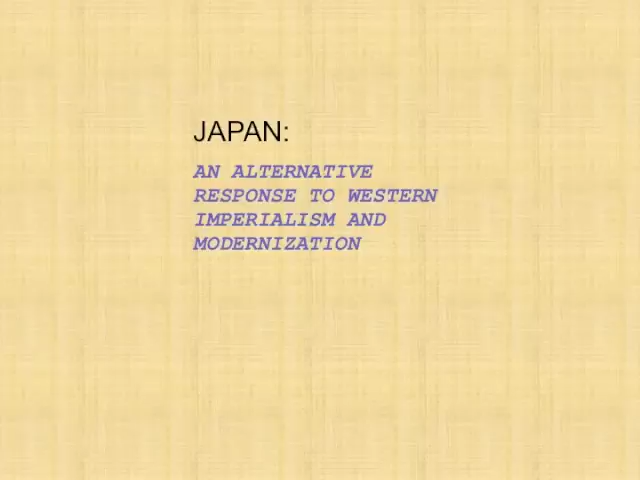 JAPAN:
AN ALTERNATIVE
RESPONSE TO WESTERN
IMPERIALISM AND
MODERNIZATION